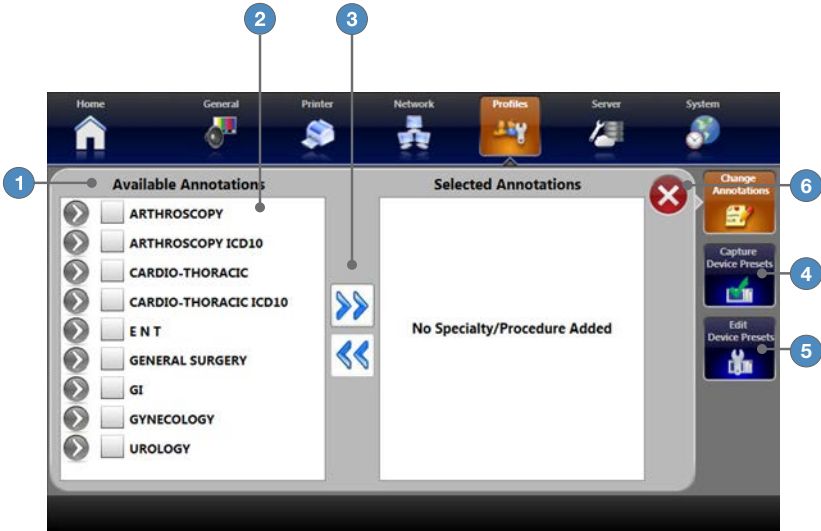 2
3
Home
General
Printer
Network
Profiles
Server
System
1
Available Annotations
Selected Annotations
Change
Annotations
6
ARTHROSCOPY
ARTHROSCOPY ICD10
CARDIO-THORACIC
CARDIO-THORACIC ICD10
E N T
GENERAL SURGERY
GI
GYNECOLOGY
UROLOGY
No Specialty/Procedure Added
Capture
Device Presets
4
Edit
Device Presets
5